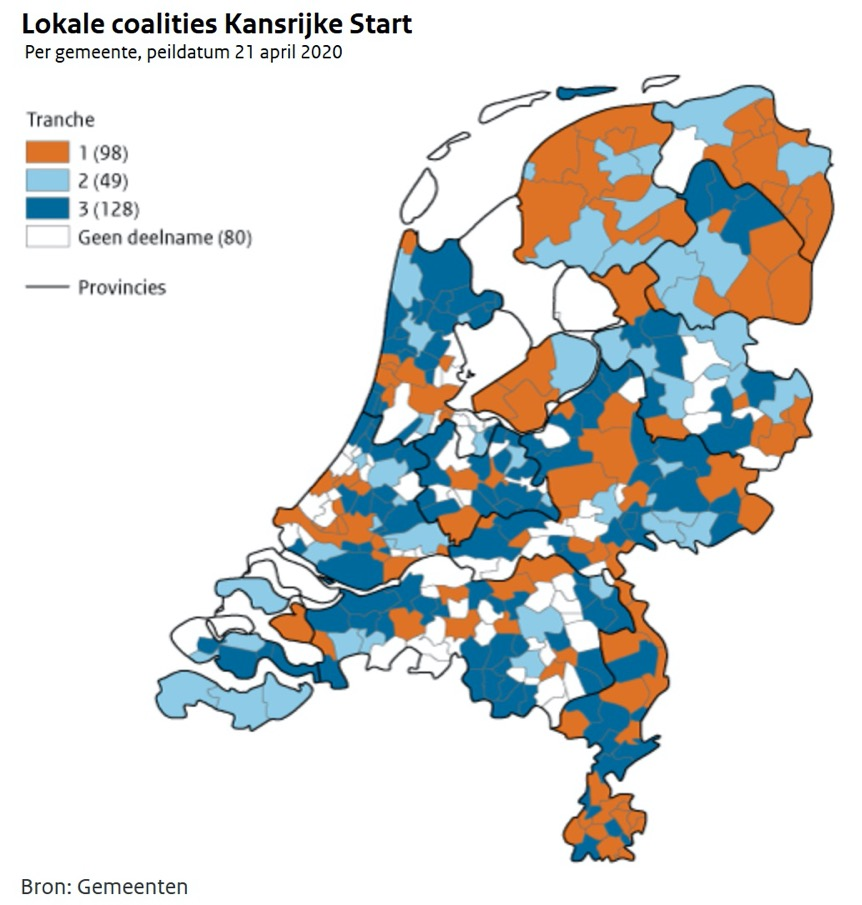 Lokale coalities Kansrijke Start
Per gemeente, peildatum 21 april 2020
Tranche
1 (98)
2 (49)
3 (128)
Geen deelname (80)
Provincies
Bron: Gemeenten